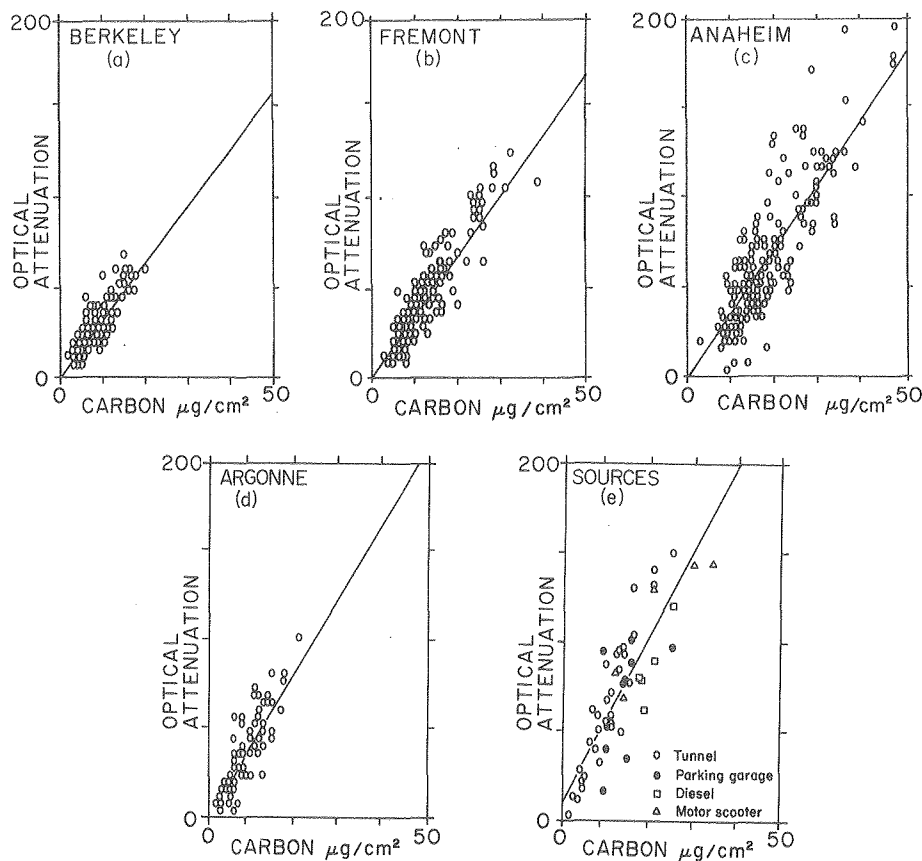 200
BERKELEY
(a)
OPTICAL
ATTENUATION
0
0
50
CARBON μg/cm²
200
FREMONT
(b)
OPTICAL
ATTENUATION
0
0
50
CARBON μg/cm²
200
ANAHEIM
(c)
OPTICAL
ATTENUATION
0
0
50
CARBON μg/cm²
200
ARGONNE
(d)
OPTICAL
ATTENUATION
0
0
50
CARBON μg/cm²
200
SOURCES
(e)
OPTICAL
ATTENUATION
Tunnel
Parking garage
Diesel
Motor scooter
0
0
50
CARBON μg/cm²